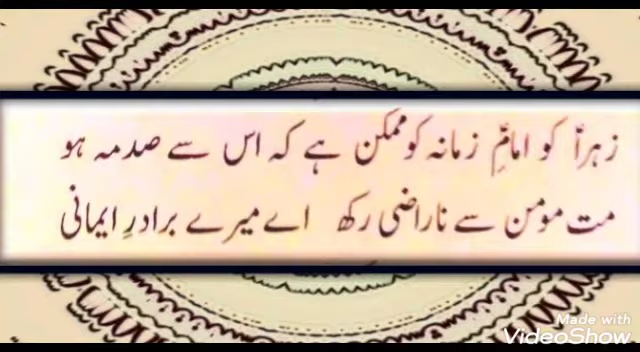 زہراؑ کو امامِؑ زمانہ کو ممکن ہے کہ اس سے صدمہ ہو
مت مومن سے ناراضی رکھ اے میرے برادرِ ایمانی
Made with
VideoShow